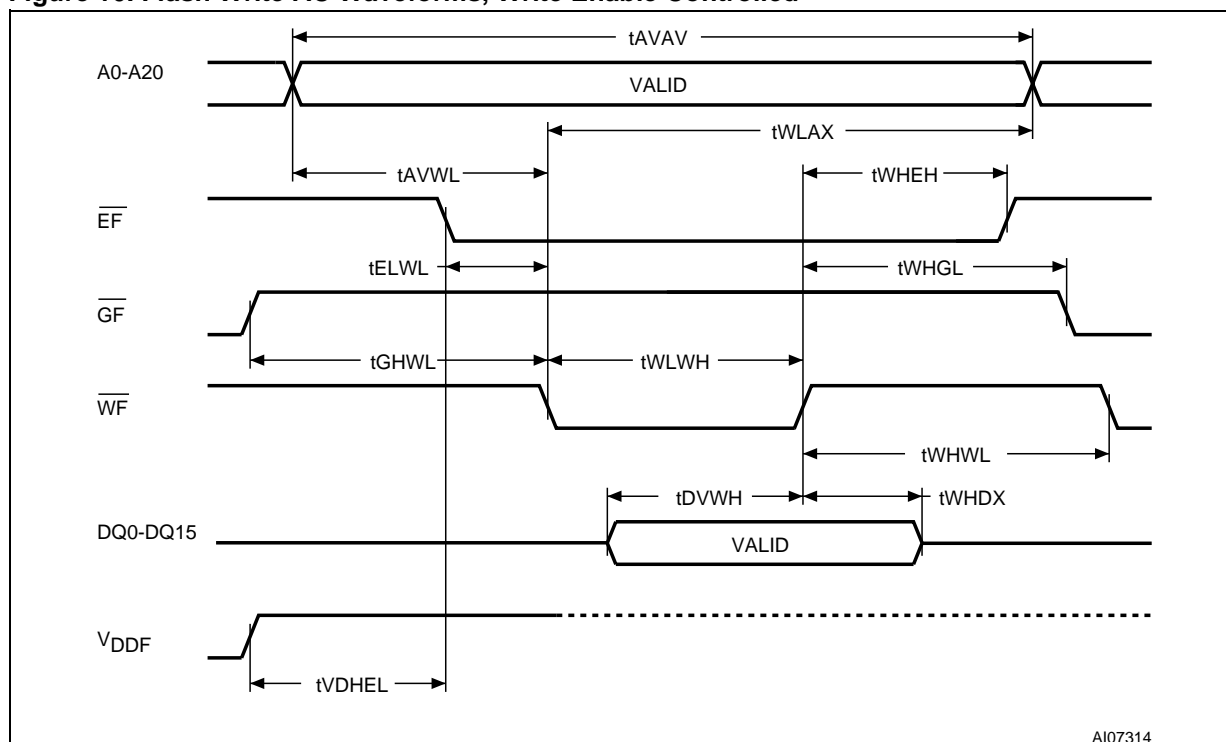 Figure Flash Write AC Waveforms, Write Enable Controlled
tAVAV
A0-A20
VALID
tWLAX
tAVWL
tWHEH
EF
tELWL
tWHGL
GF
tGHWL
tWLWH
WF
tWHWL
tDVWH
tWHDX
DQ0-DQ15
VALID
VDDF
tVDHEL
AI07314